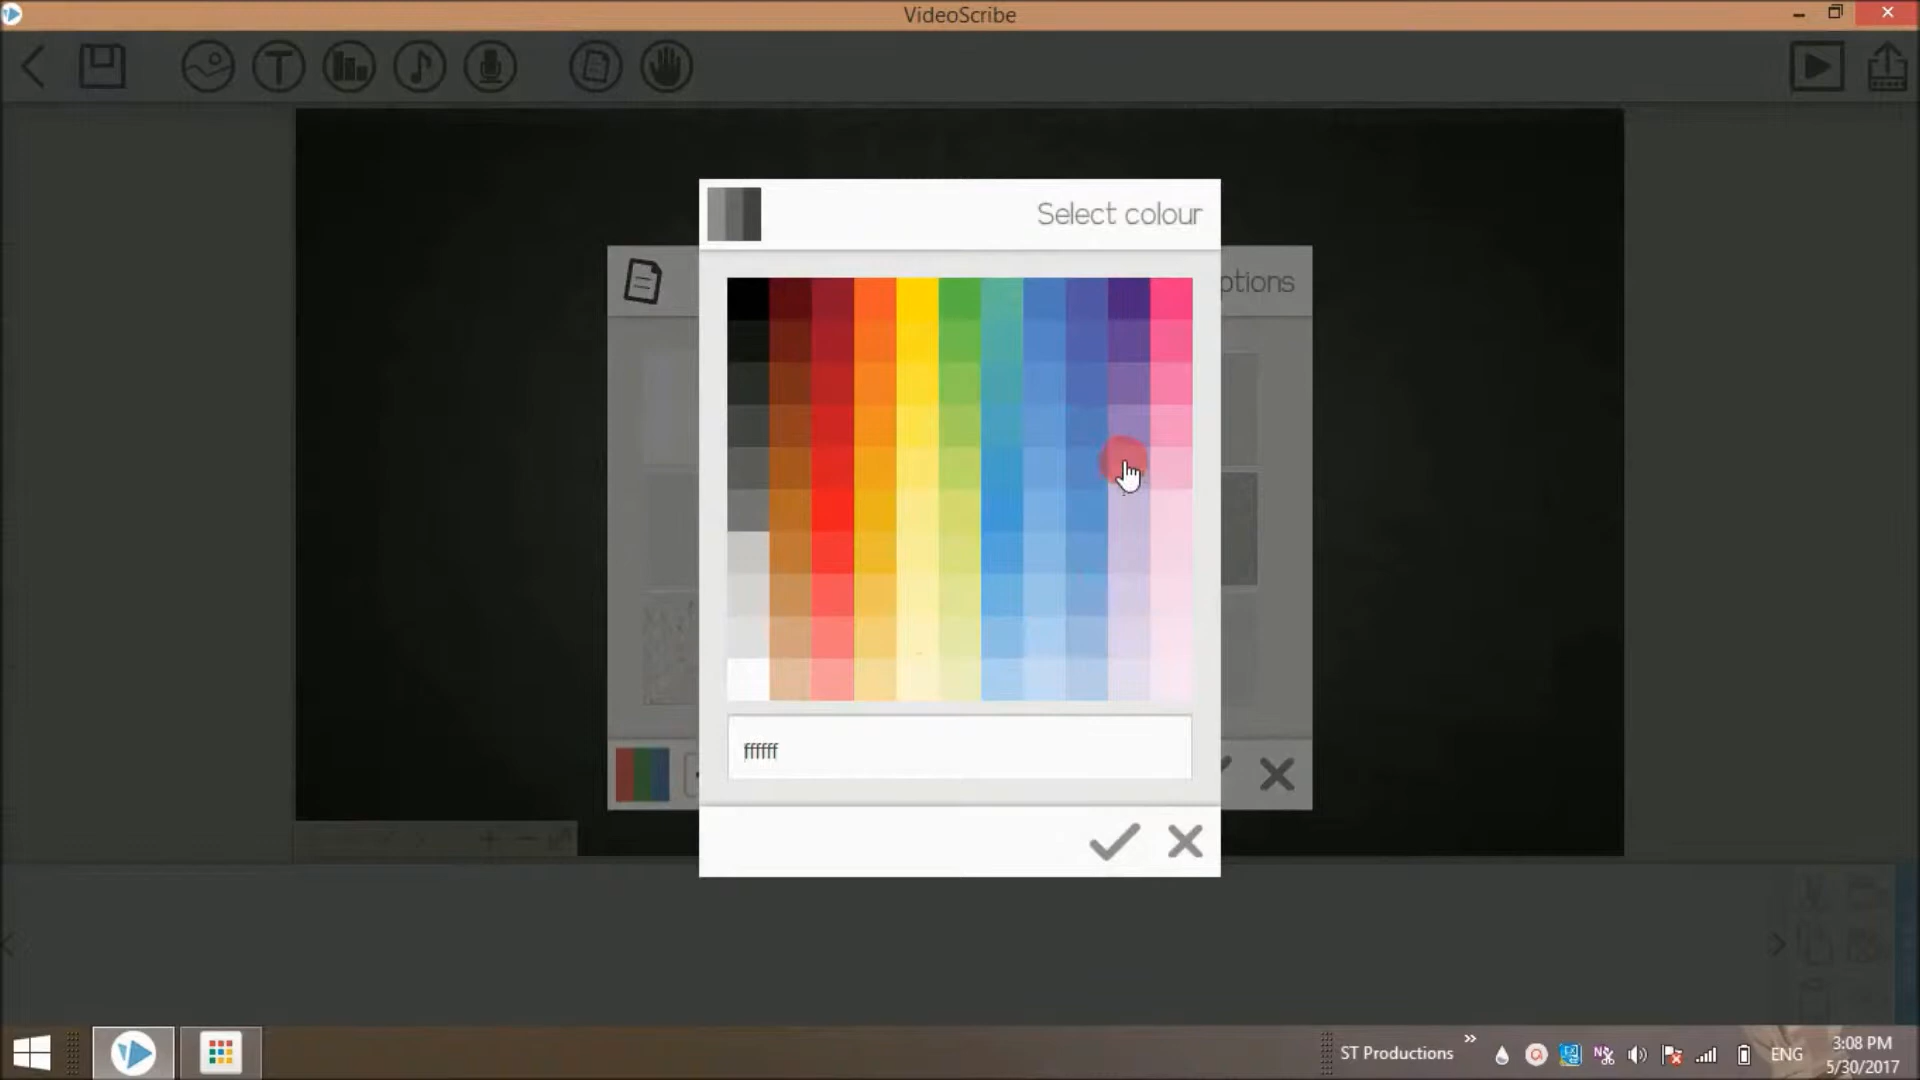 VideoScribe
Select colour
ptions
ffffff
ST Productions
ENG
3:08 PM
5/30/2017